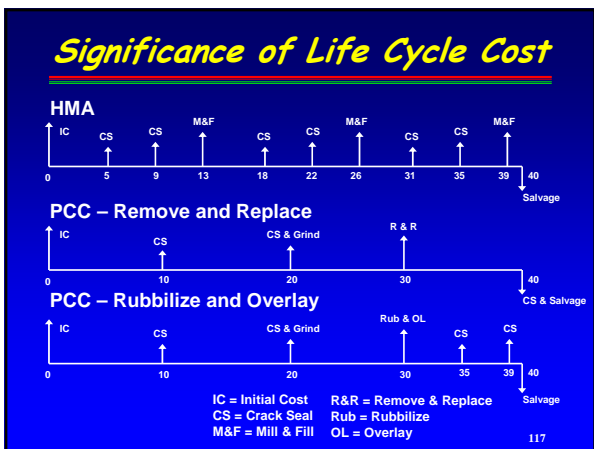 Significance of Life Cycle Cost
HMA
IC CS CS M&F CS CS M&F CS CS M&F
0 5 9 13 18 22 26 31 35 39 40
Salvage
PCC – Remove and Replace
IC CS CS & Grind R & R
0 10 20 30 40
CS & Salvage
PCC – Rubbilize and Overlay
IC CS CS & Grind Rub & OL CS CS
0 10 20 30 35 39 40
Salvage
IC = Initial Cost R&R = Remove & Replace
CS = Crack Seal Rub = Rubbilize
M&F = Mill & Fill OL = Overlay
117